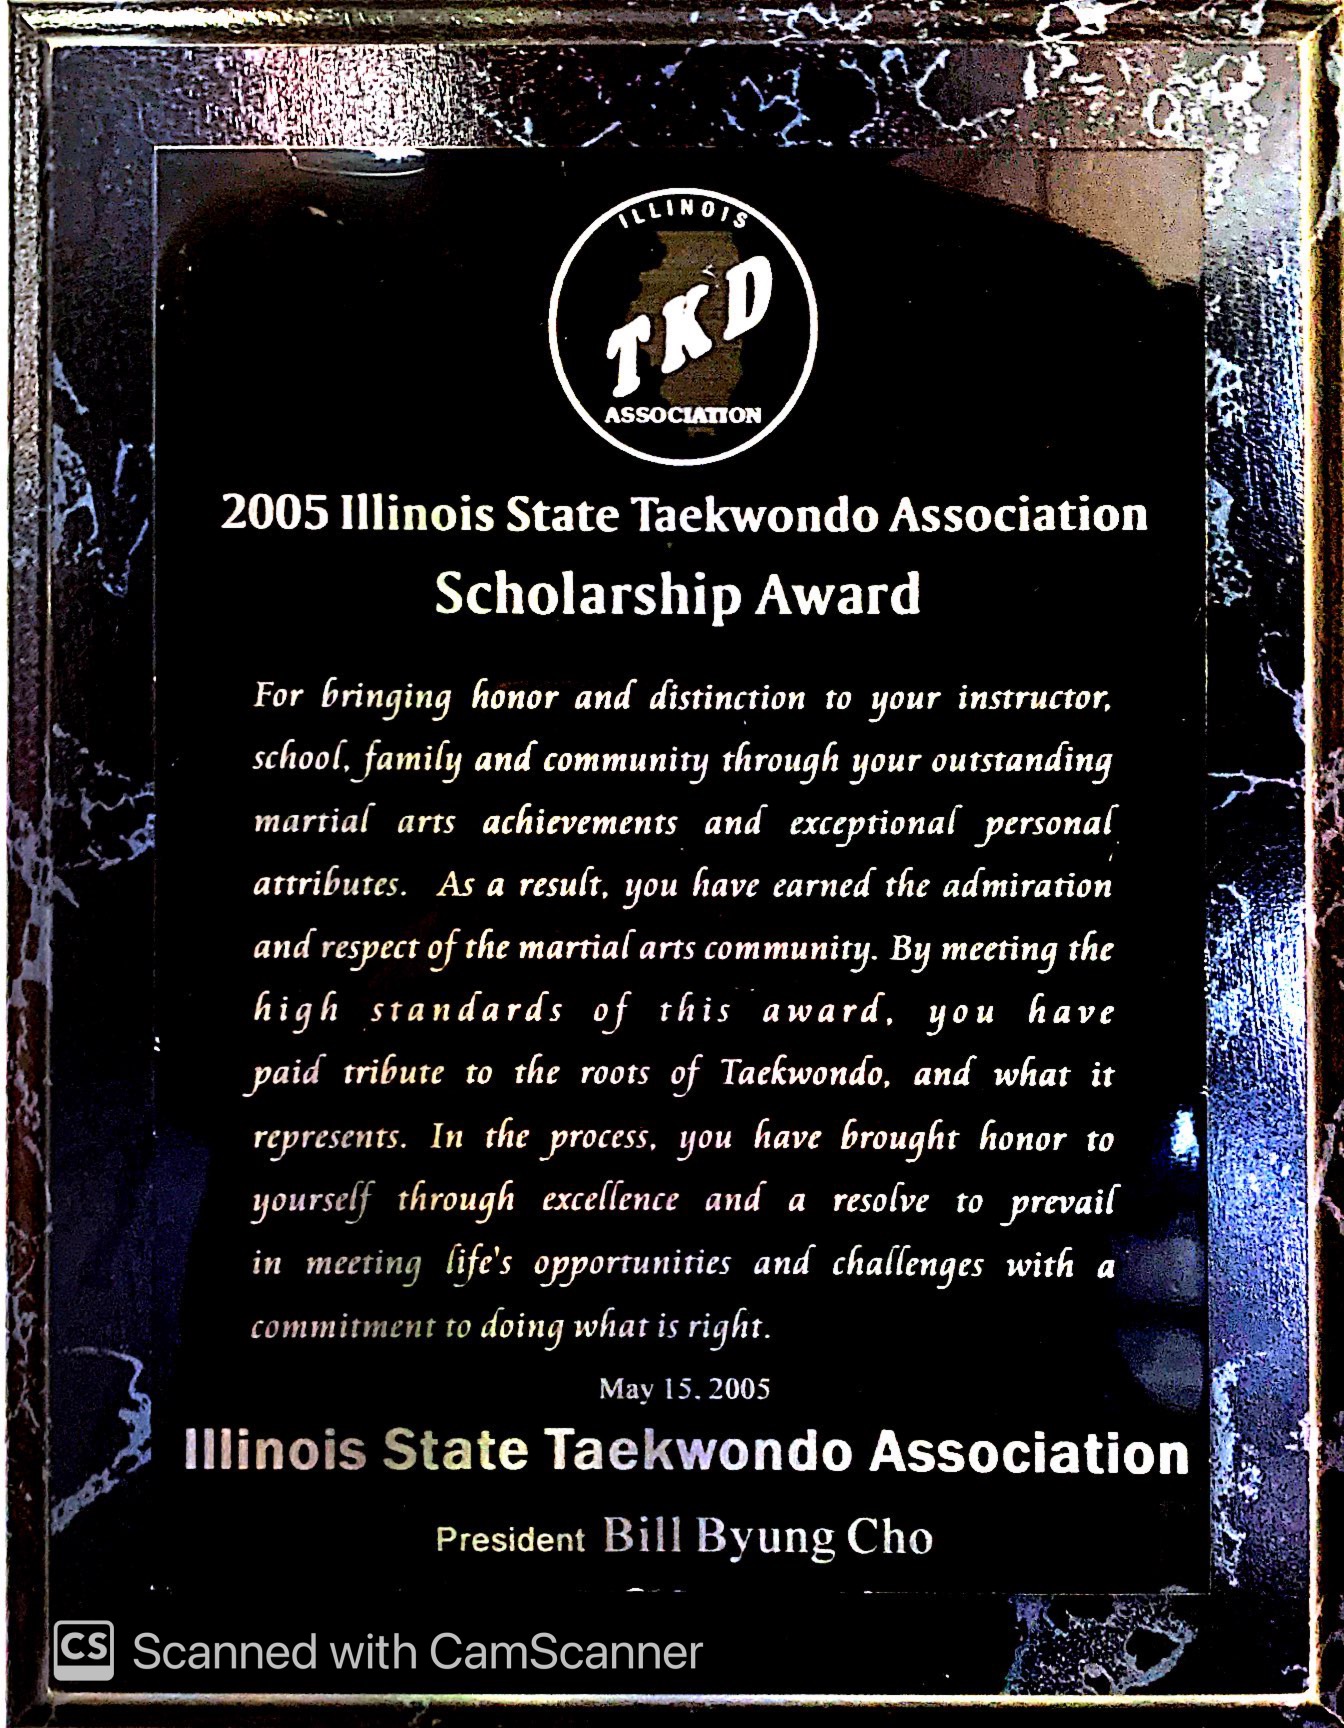 ILLINOIS
TKD
ASSOCIATION
2005 Illinois State Taekwondo Association
Scholarship Award
For bringing honor and distinction to your instructor,
school, family and community through your outstanding
martial arts achievements and exceptional personal
attributes. As a result, you have earned the admiration
and respect of the martial arts community. By meeting the
high standards of this award, you have
paid tribute to the roots of Taekwondo, and what it
represents. In the process, you have brought honor to
yourself through excellence and a resolve to prevail
in meeting life's opportunities and challenges with a
commitment to doing what is right.
May 15, 2005
Illinois State Taekwondo Association
President Bill Byung Cho
CS Scanned with CamScanner